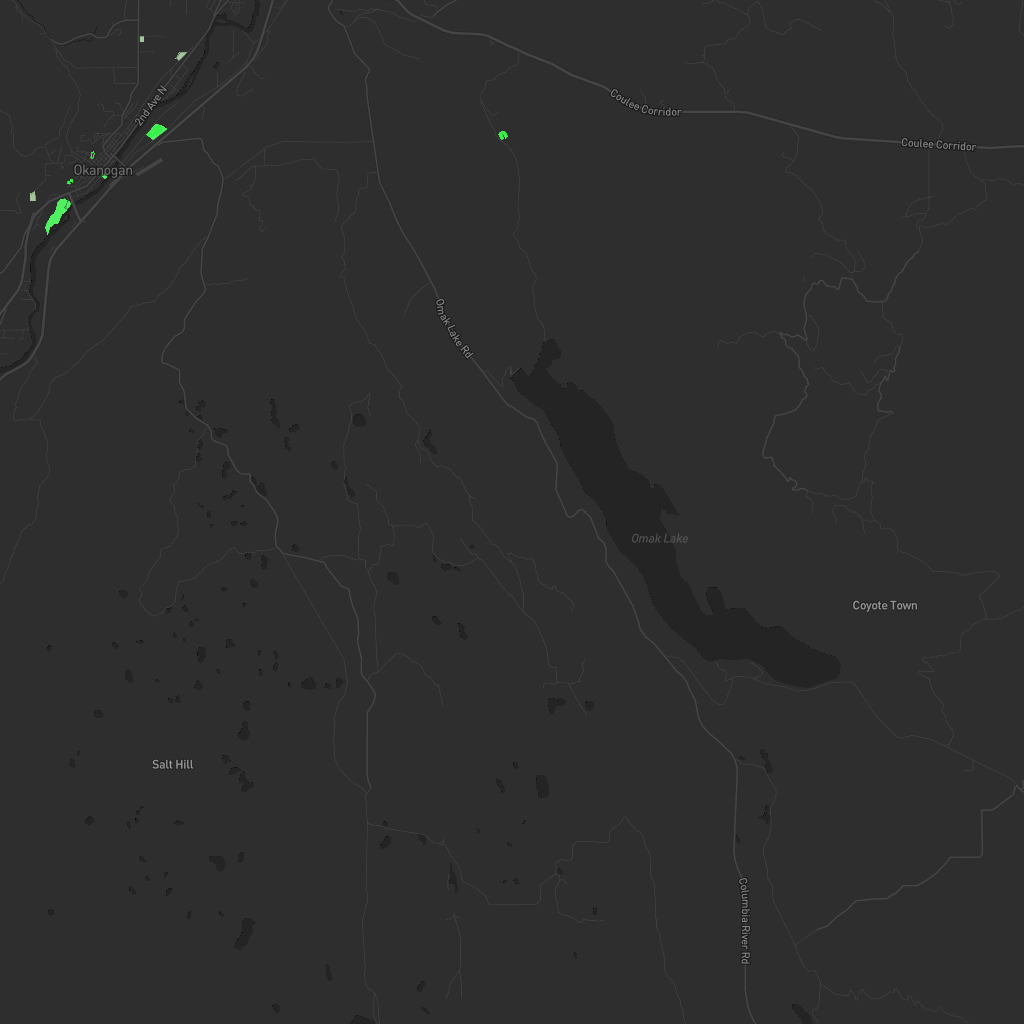 Coulee Corridor
2nd Ave N
Coulee Corridor
Okanogan
Omak Lake Rd
Omak Lake
Coyote Town
Salt Hill
Columbia River Rd